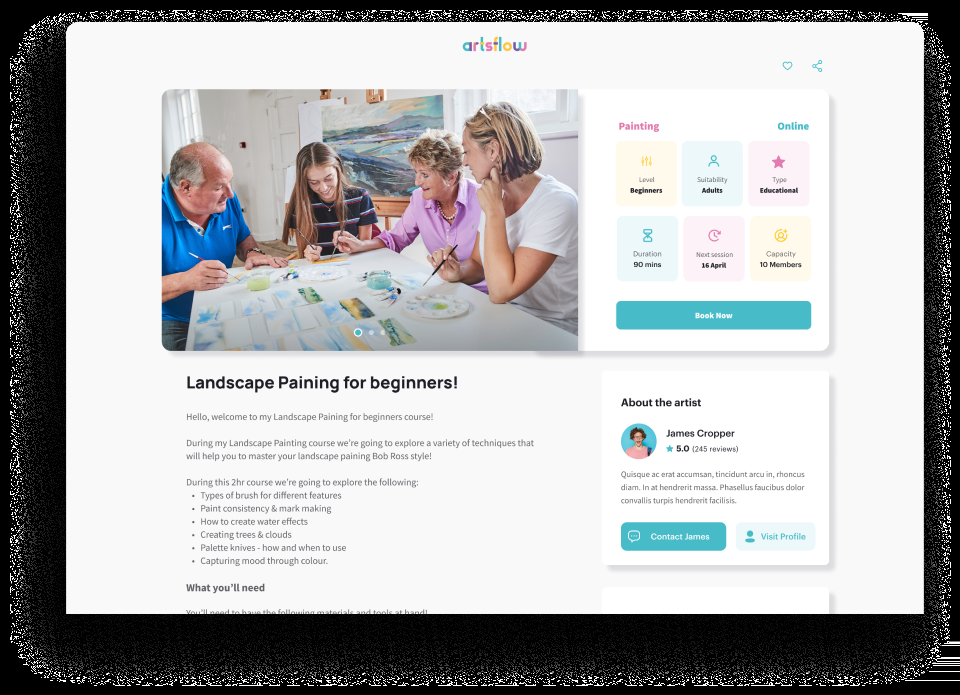 artsflow
Painting
Online
Level
Beginners
Suitability
Adults
Type
Educational
Duration
90 mins
Next session
16 April
Capacity
10 Members
Book Now
Landscape Paining for beginners!
Hello, welcome to my Landscape Paining for beginners course!
During my Landscape Painting course we're going to explore a variety of techniques that
will help you to master your landscape paining Bob Ross style!
During this 2hr course we're going to explore the following:
• Types of brush for different features
• Paint consistency & mark making
• How to create water effects
• Creating trees & clouds
• Palette knives - how and when to use
• Capturing mood through colour.
What you'll need
You'll need to have the following materials and tools at hand!
About the artist
James Cropper
5.0 (245 reviews)
Quisque ac erat accumsan, tincidunt arcu in, rhoncus
diam. In at hendrerit massa. Phasellus faucibus dolor
convallis turpis hendrerit facilisis.
Contact James
Visit Profile